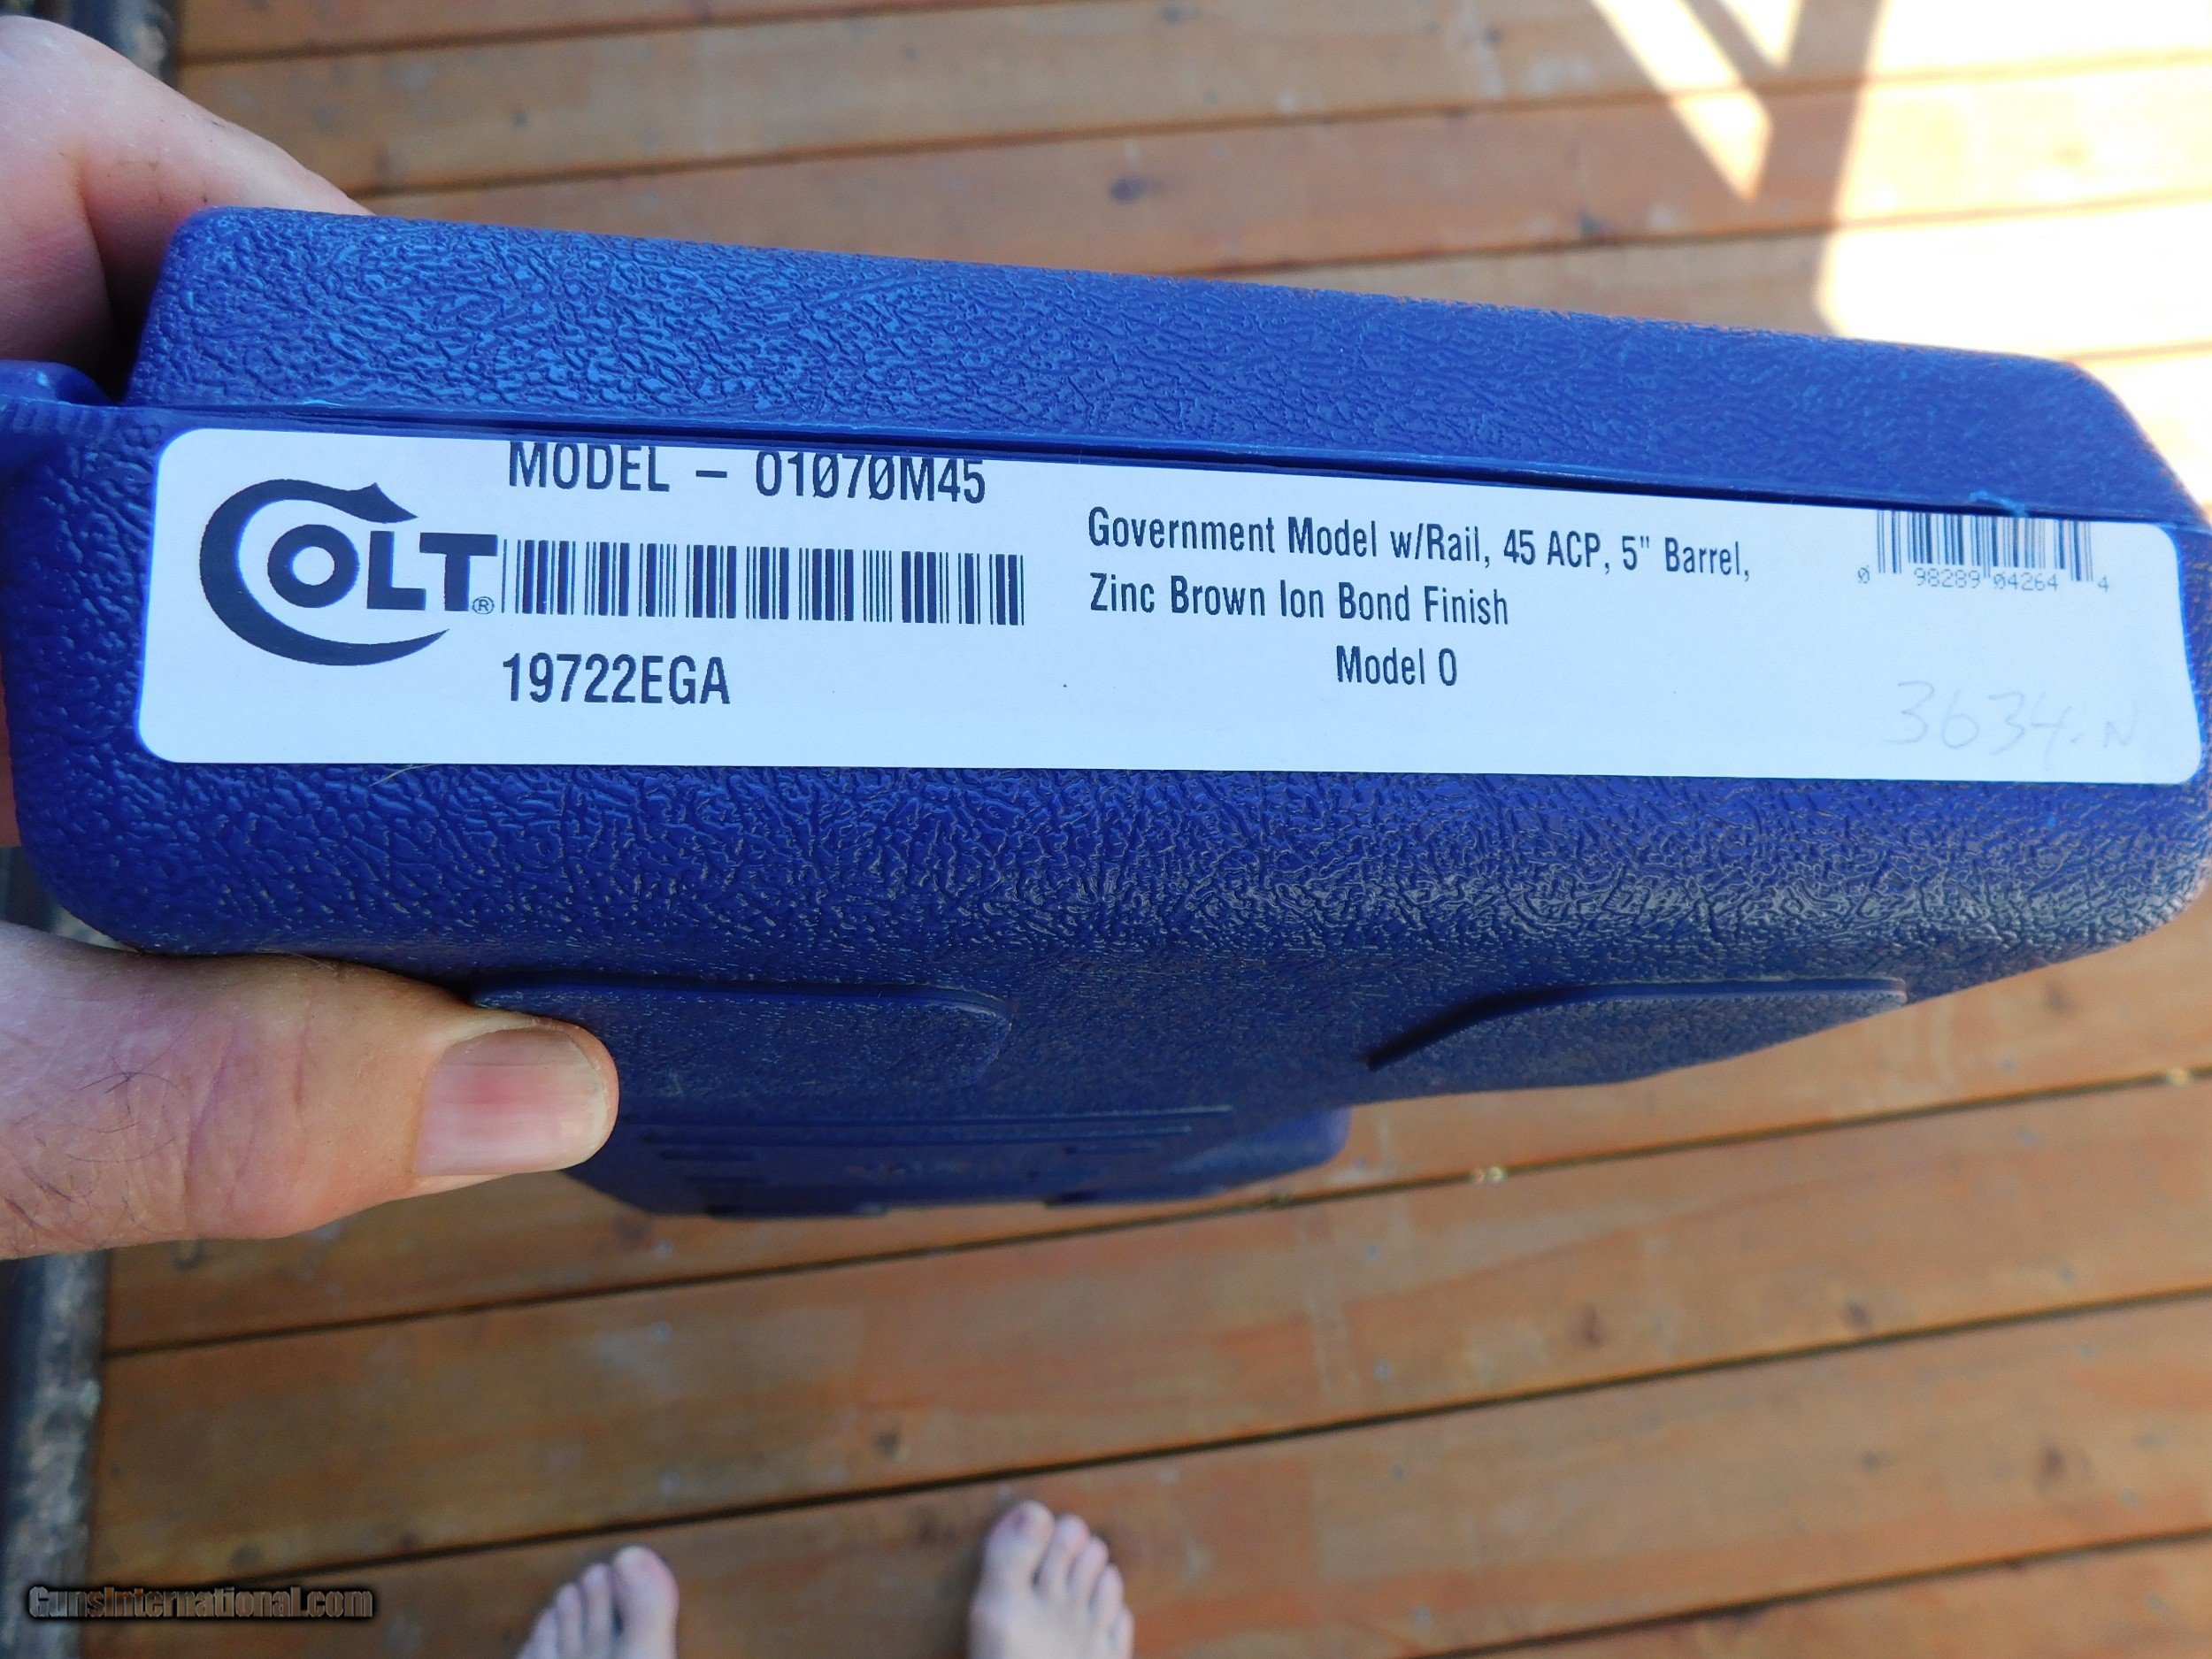 MODEL - 01070M45
COLT®
19722EGA
Government Model w/Rail, 45 ACP, 5" Barrel,
Zinc Brown Ion Bond Finish
Model O
0 98289 04264 4
3634.N
GunsInternational.com